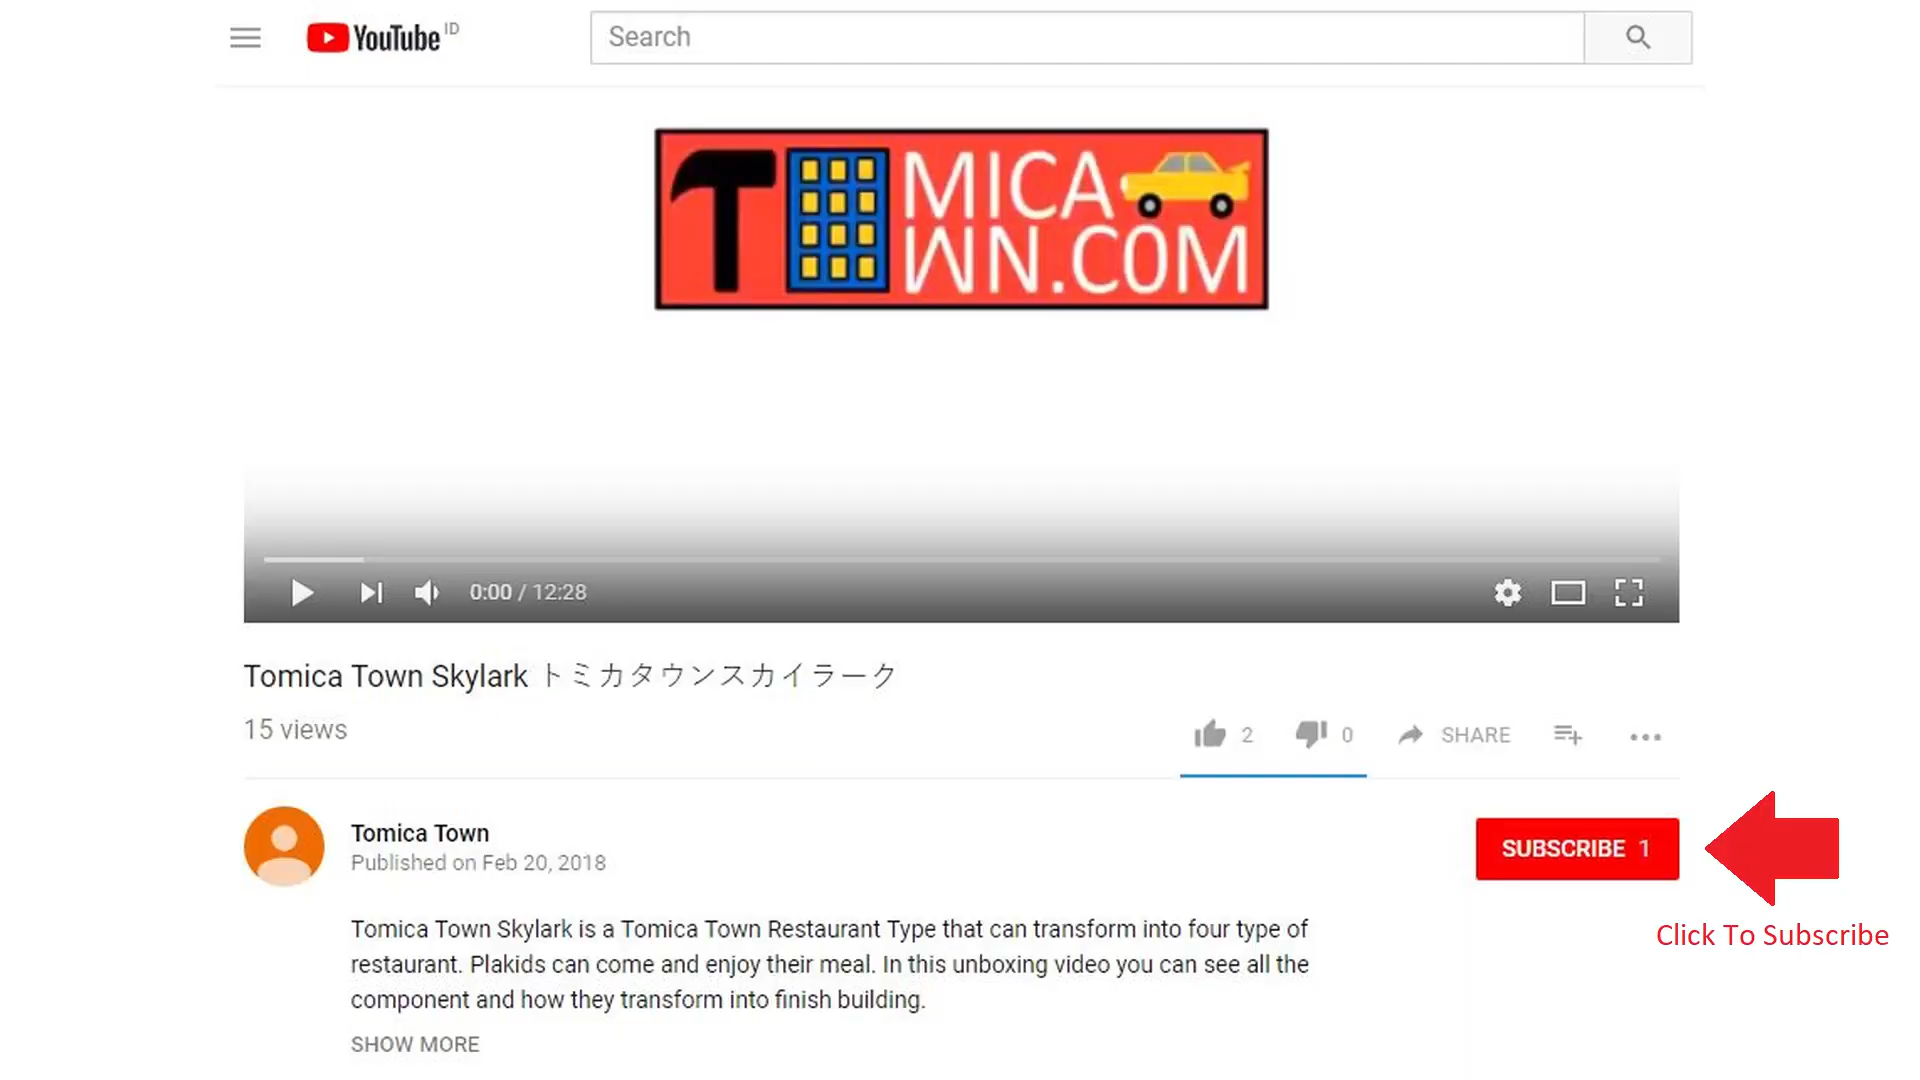 YouTube ID
Search
T MICA
WN.COM
0:00 / 12:28
Tomica Town Skylark トミカタウンスカイラーク
15 views
2 0 SHARE
Tomica Town
Published on Feb 20, 2018
SUBSCRIBE 1
Click To Subscribe
Tomica Town Skylark is a Tomica Town Restaurant Type that can transform into four type of
restaurant. Plakids can come and enjoy their meal. In this unboxing video you can see all the
component and how they transform into finish building.
SHOW MORE